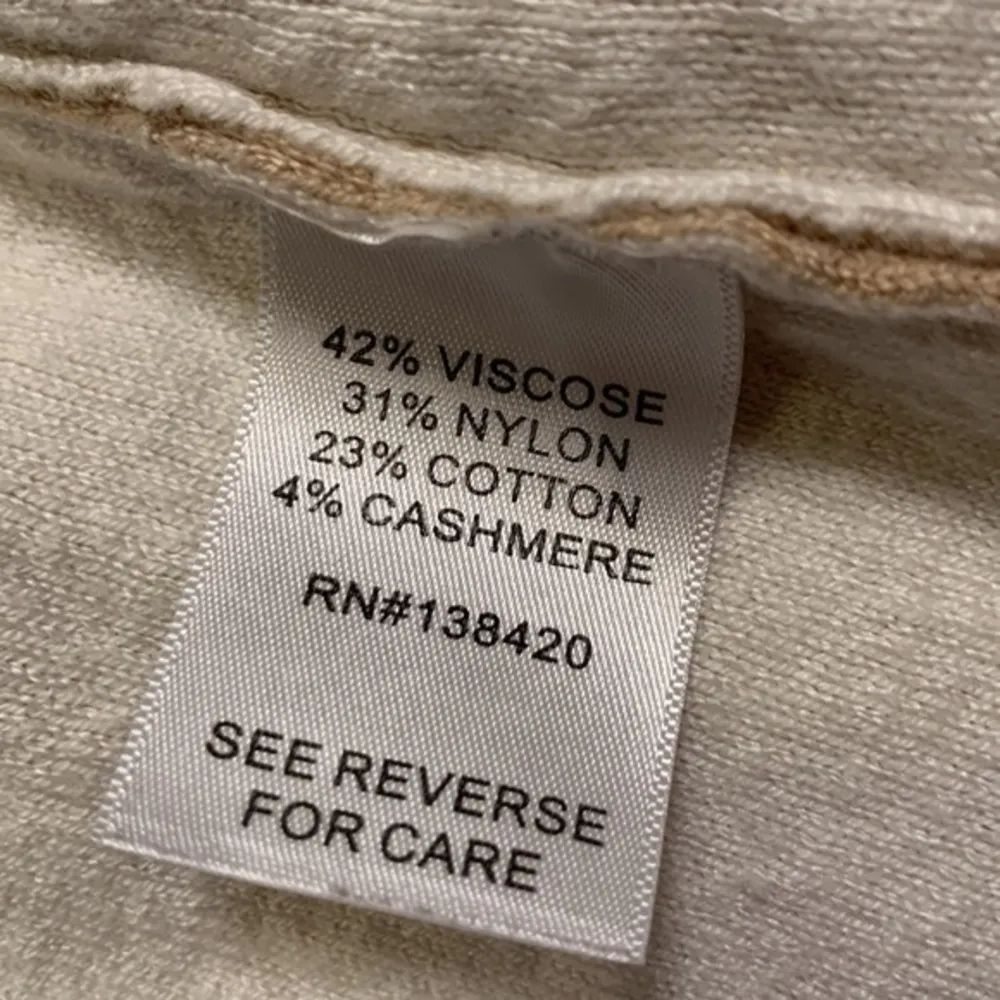 42% VISCOSE
31% NYLON
23% COTTON
4% CASHMERE
RN#138420
SEE REVERSE
FOR CARE